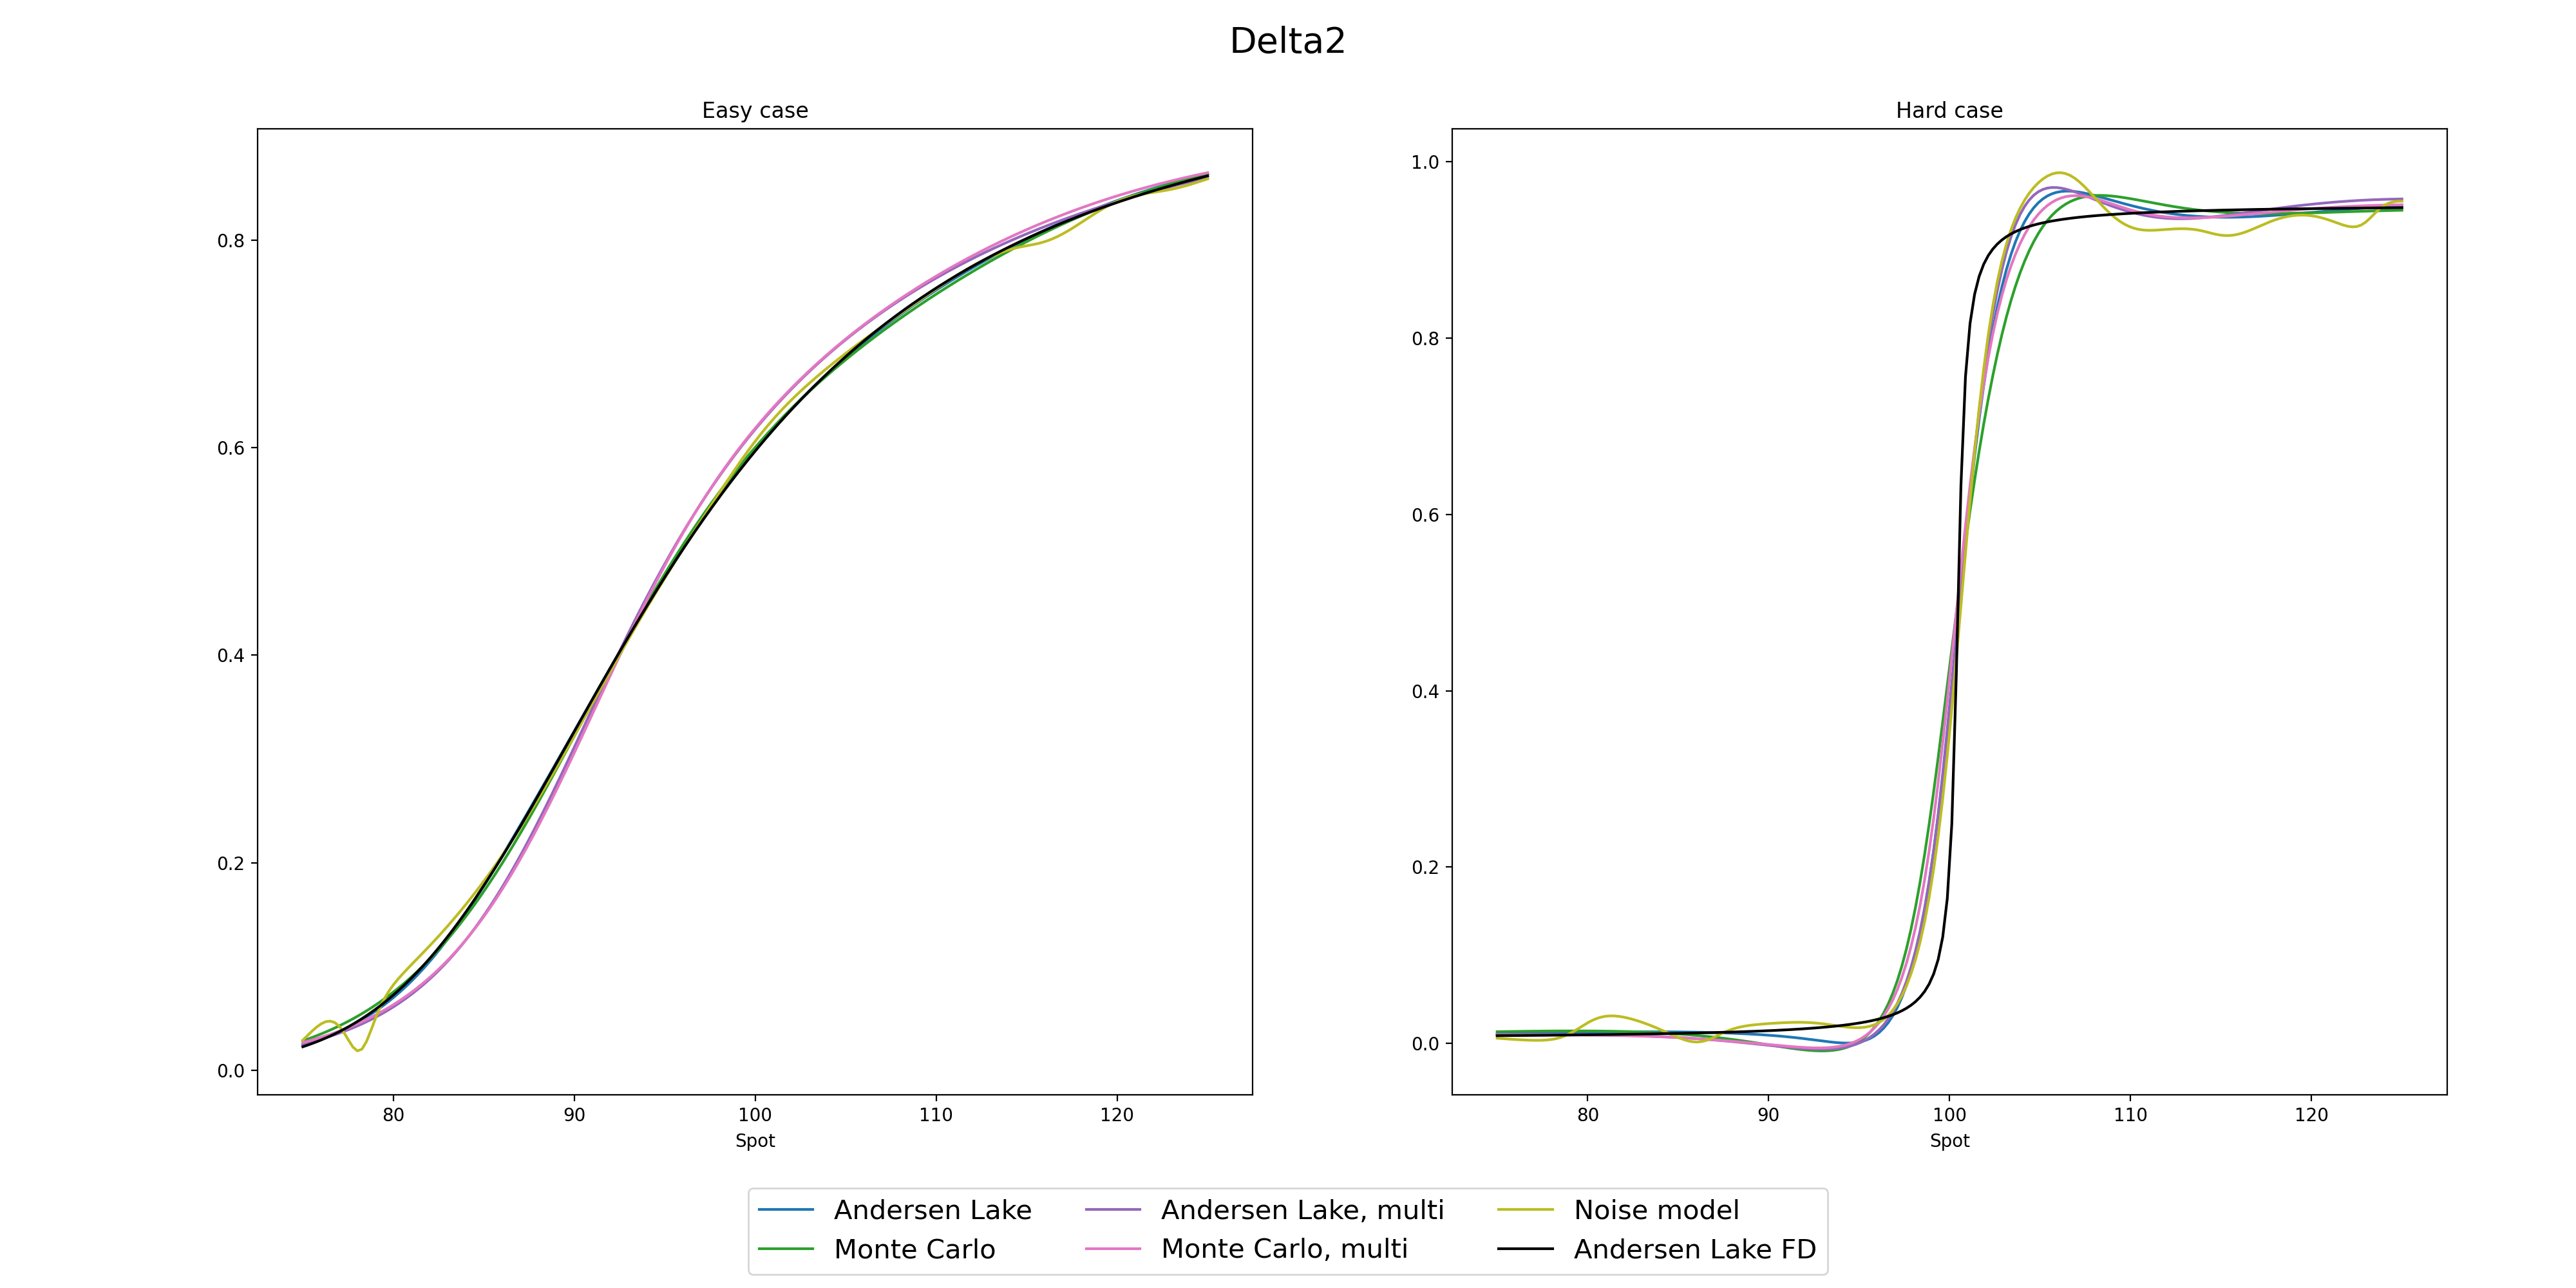 Delta2
Easy case
0.8
0.6
0.4
0.2
0.0
80 90 100 110 120
Spot
Hard case
1.0
0.8
0.6
0.4
0.2
0.0
80 90 100 110 120
Spot
Andersen Lake Andersen Lake, multi Noise model
Monte Carlo Monte Carlo, multi Andersen Lake FD